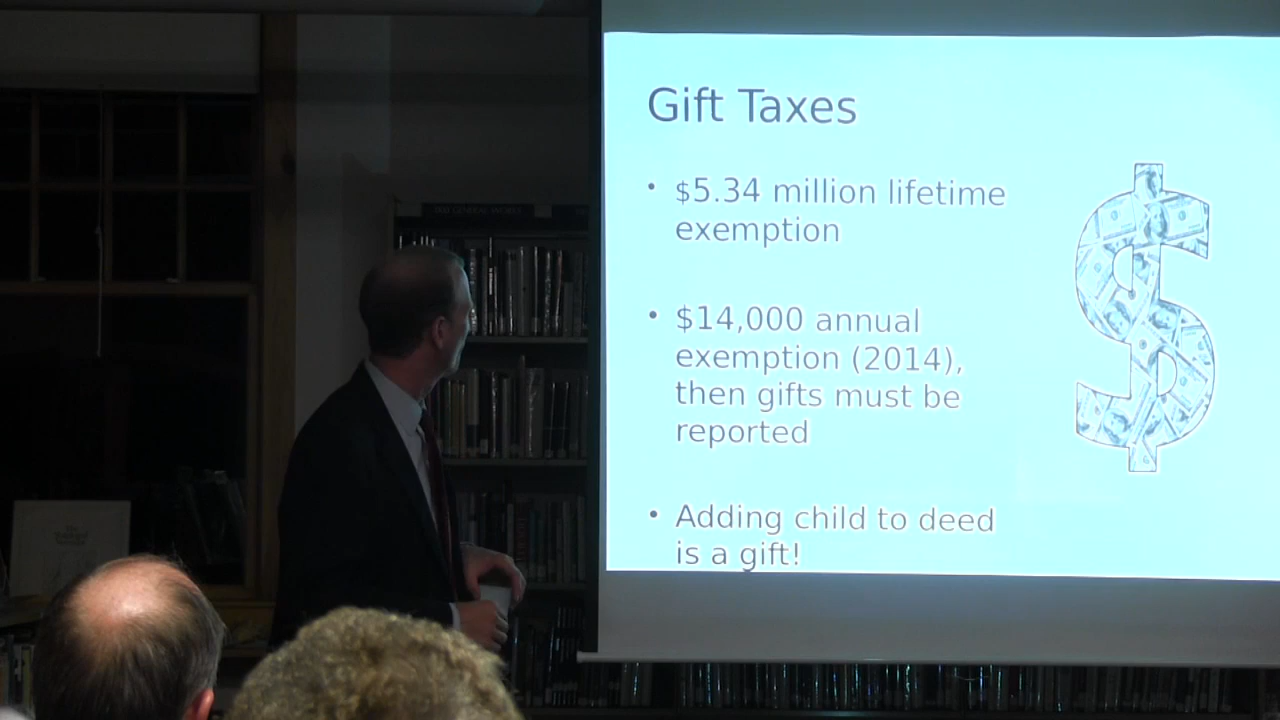 Gift Taxes
• $5.34 million lifetime
exemption
• $14,000 annual
exemption (2014),
then gifts must be
reported
• Adding child to deed
is a gift!